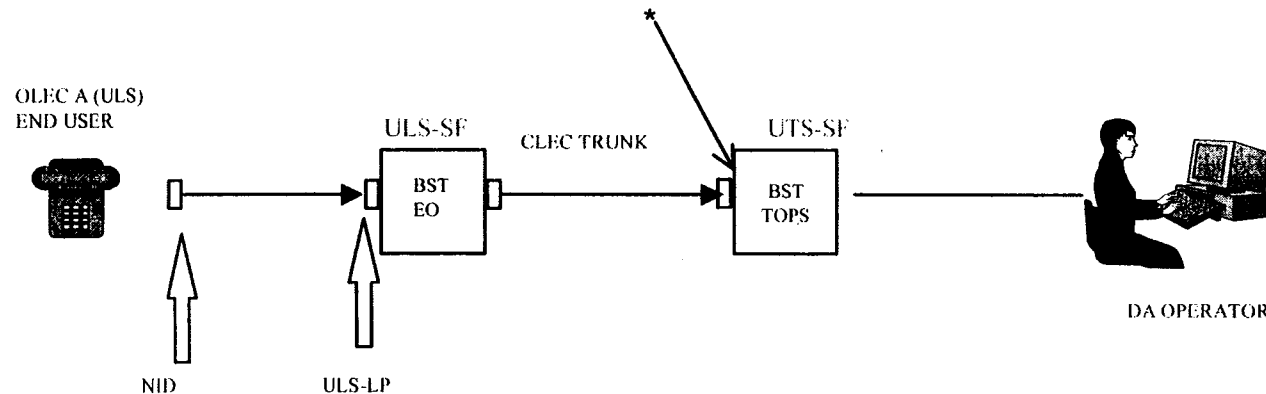 *
OLEC A (ULS)
END USER
ULS-SF
CLEC TRUNK
UTS-SF
BST
EO
BST
TOPS
DA OPERATOR
NID
ULS-LP